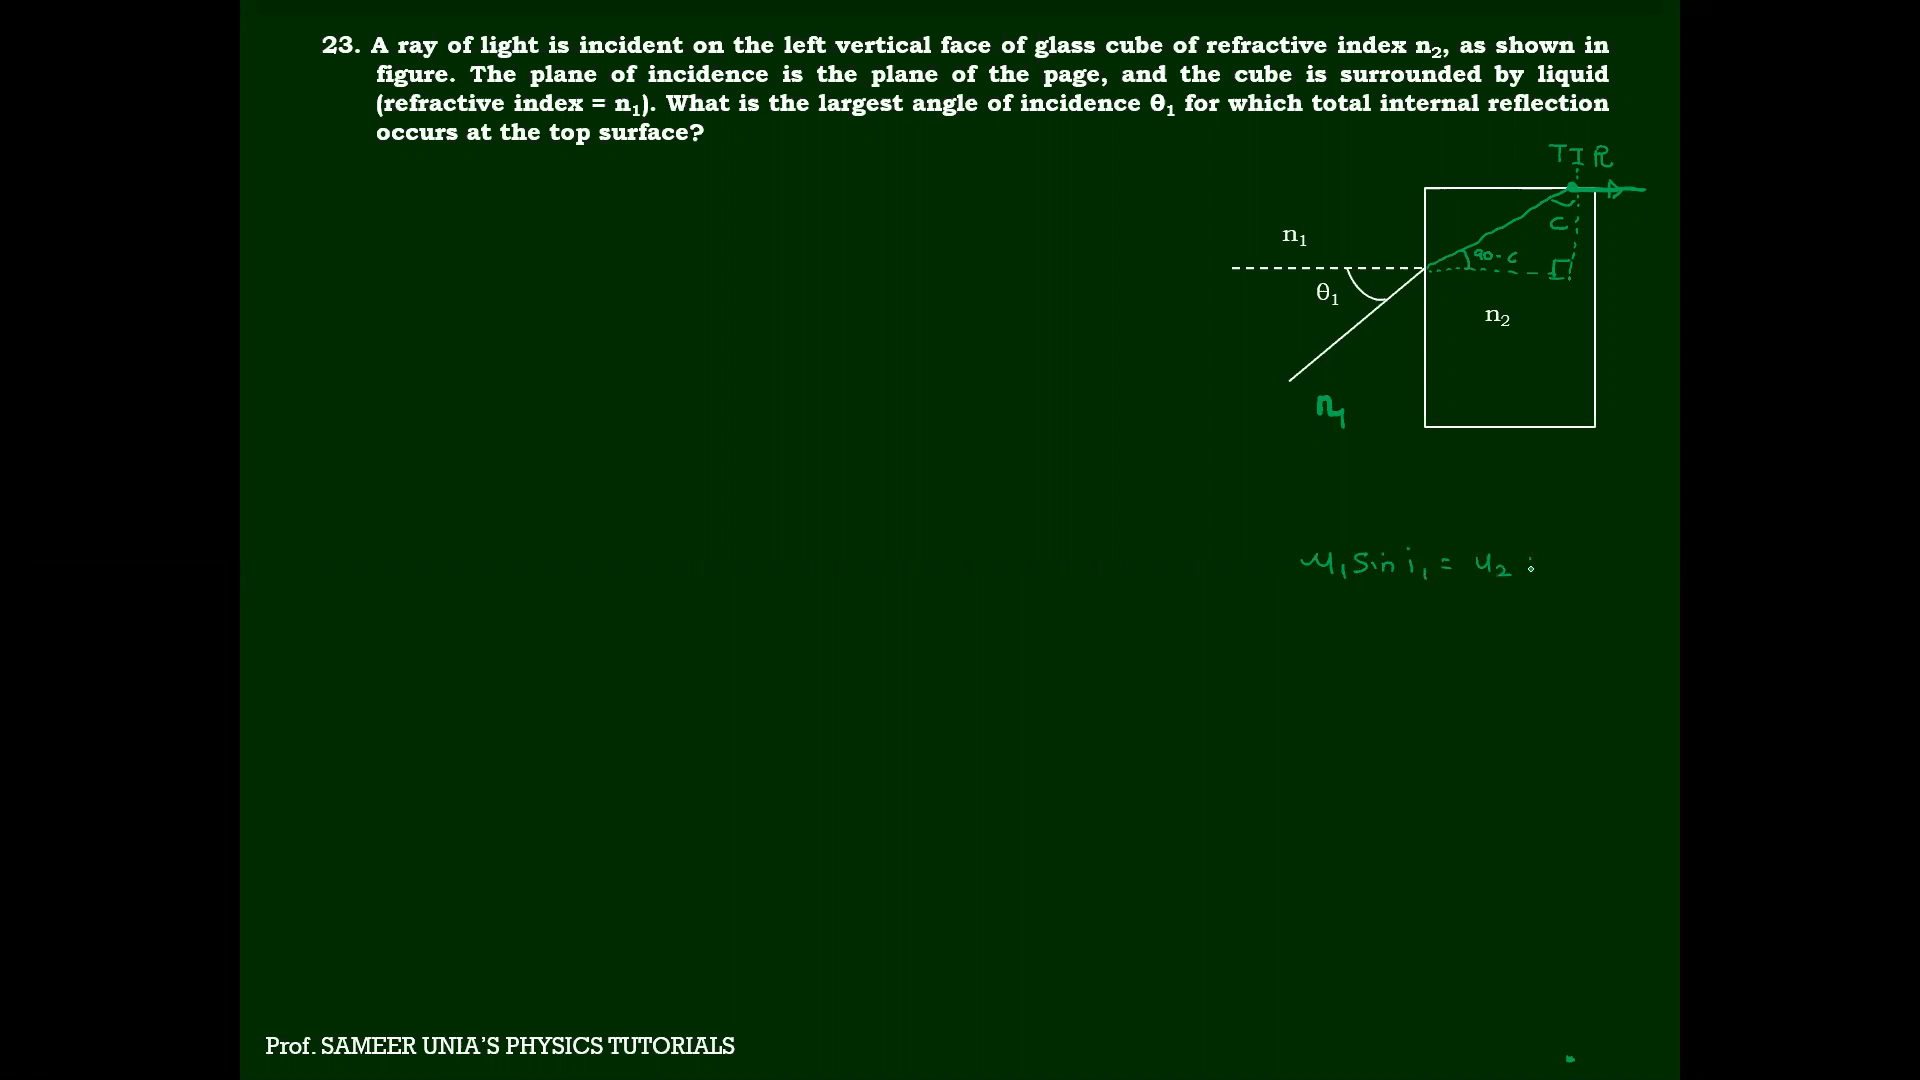 23. A ray of light is incident on the left vertical face of glass cube of refractive index n₂, as shown in
figure. The plane of incidence is the plane of the page, and the cube is surrounded by liquid
(refractive index = n₁). What is the largest angle of incidence θ₁ for which total internal reflection
occurs at the top surface?
TIR
n₁
C
90-C
θ₁
n₂
n₁
μ₁ Sin i₁ = μ₂
Prof. SAMEER UNIA'S PHYSICS TUTORIALS